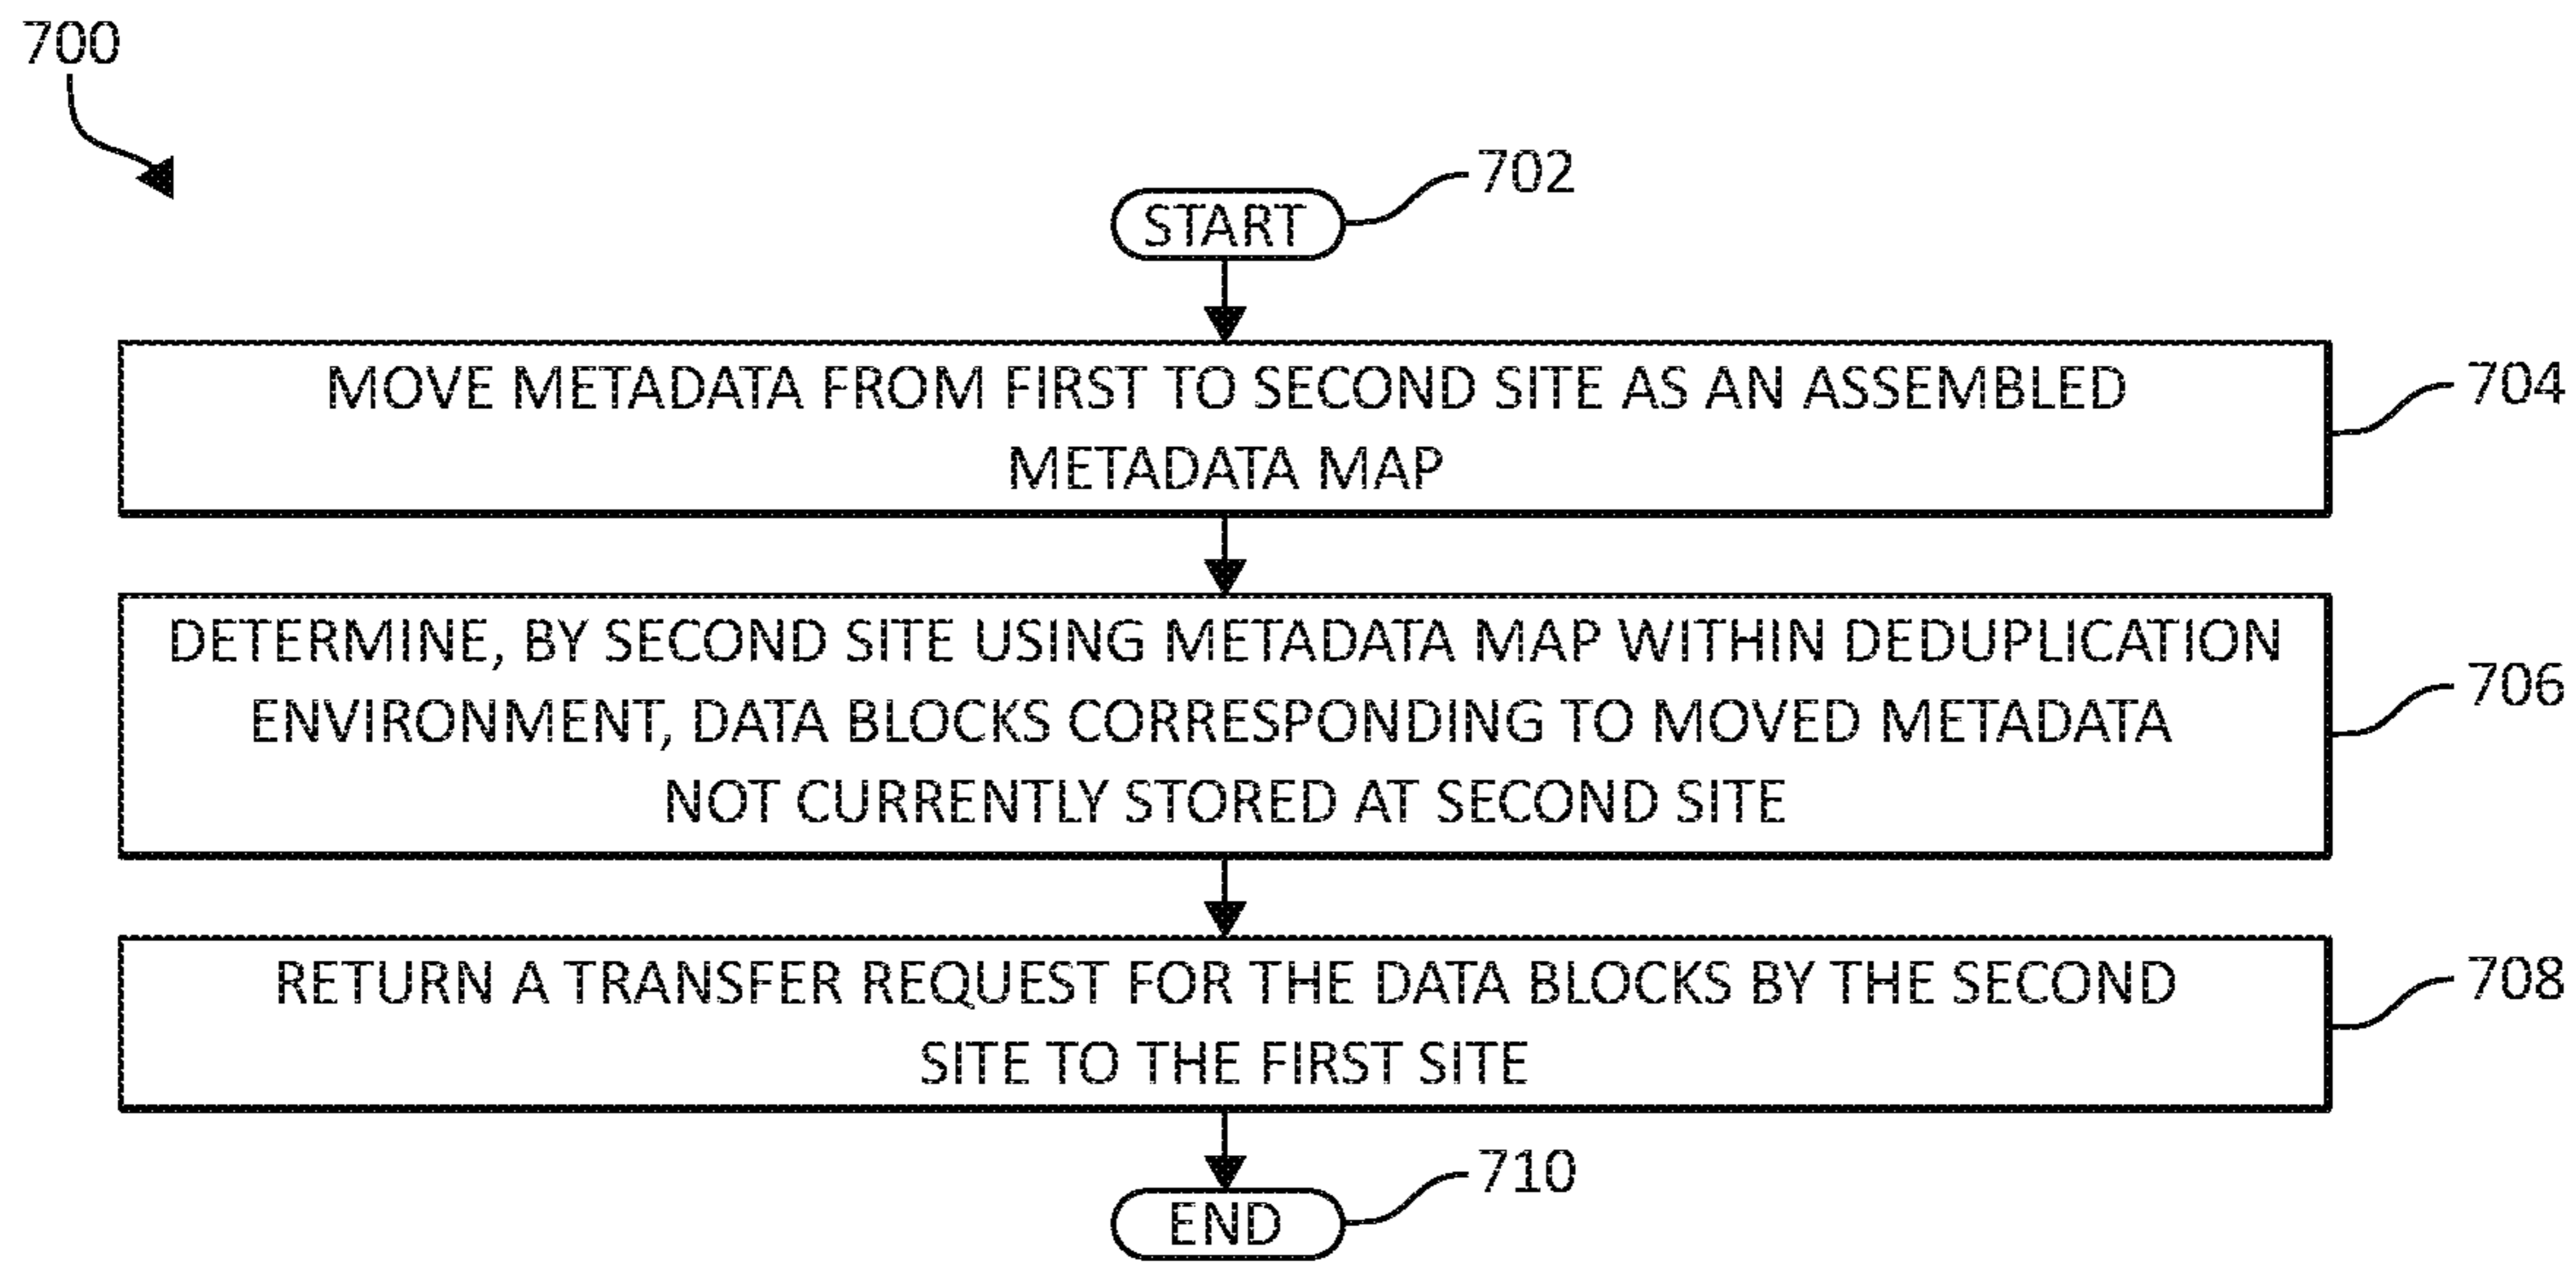 700
START
702
MOVE METADATA FROM FIRST TO SECOND SITE AS AN ASSEMBLED
METADATA MAP
704
DETERMINE, BY SECOND SITE USING METADATA MAP WITHIN DEDUPLICATION
ENVIRONMENT, DATA BLOCKS CORRESPONDING TO MOVED METADATA
NOT CURRENTLY STORED AT SECOND SITE
706
RETURN A TRANSFER REQUEST FOR THE DATA BLOCKS BY THE SECOND
SITE TO THE FIRST SITE
708
END
710